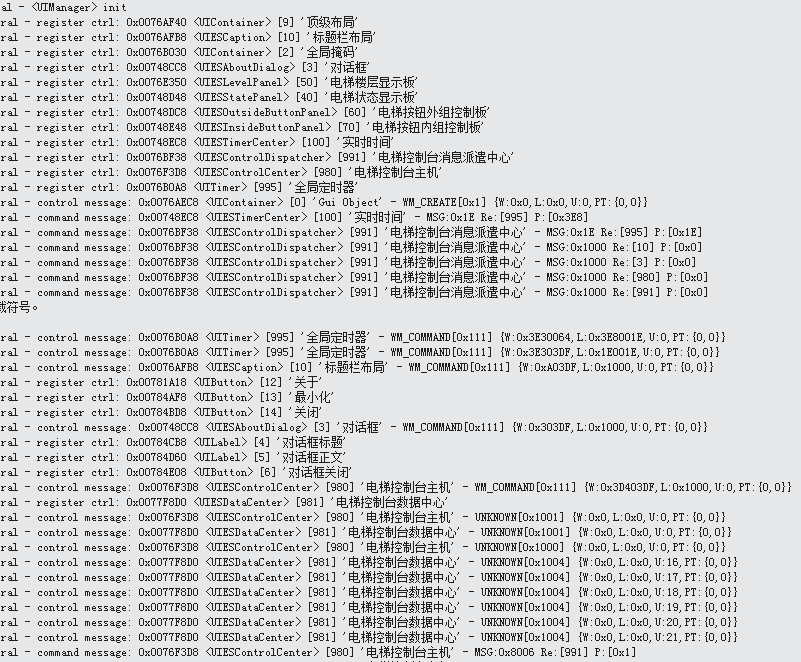 al - <UIManager> init
ral - register ctrl: 0x0076AF40 <UIContainer> [9] '顶级布局'
ral - register ctrl: 0x0076AFB8 <UIESCaption> [10] '标题栏布局'
ral - register ctrl: 0x0076B030 <UIContainer> [2] '全局掩码'
ral - register ctrl: 0x00748CC8 <UIESAboutDialog> [3] '对话框'
ral - register ctrl: 0x0076E350 <UIESLevelPanel> [50] '电梯楼层显示板'
ral - register ctrl: 0x00748D48 <UIESStatePanel> [40] '电梯状态显示板'
ral - register ctrl: 0x00748DC8 <UIESOutsideButtonPanel> [60] '电梯按钮外组控制板'
ral - register ctrl: 0x00748E48 <UIESInsideButtonPanel> [70] '电梯按钮内组控制板'
ral - register ctrl: 0x00748EC8 <UIESTimerCenter> [100] '实时时间'
ral - register ctrl: 0x0076BF38 <UIESControlDispatcher> [991] '电梯控制台消息派遣中心'
ral - register ctrl: 0x0076F3D8 <UIESControlCenter> [980] '电梯控制台主机'
ral - register ctrl: 0x0076B0A8 <UITimer> [995] '全局定时器'
ral - control message: 0x0076AEC8 <UIContainer> [0] 'Gui Object' - WM_CREATE[0x1] {W:0x0,L:0x0,U:0,PT:{0,0}}
ral - command message: 0x00748EC8 <UIESTimerCenter> [100] '实时时间' - MSG:0x1E Re:[995] P:[0x3E8]
ral - command message: 0x0076BF38 <UIESControlDispatcher> [991] '电梯控制台消息派遣中心' - MSG:0x1E Re:[995] P:[0x1E]
ral - command message: 0x0076BF38 <UIESControlDispatcher> [991] '电梯控制台消息派遣中心' - MSG:0x1000 Re:[10] P:[0x0]
ral - command message: 0x0076BF38 <UIESControlDispatcher> [991] '电梯控制台消息派遣中心' - MSG:0x1000 Re:[3] P:[0x0]
ral - command message: 0x0076BF38 <UIESControlDispatcher> [991] '电梯控制台消息派遣中心' - MSG:0x1000 Re:[980] P:[0x0]
ral - command message: 0x0076BF38 <UIESControlDispatcher> [991] '电梯控制台消息派遣中心' - MSG:0x1000 Re:[991] P:[0x0]
符号。
ral - control message: 0x0076B0A8 <UITimer> [995] '全局定时器' - WM_COMMAND[0x111] {W:0x3E30064,L:0x3E8001E,U:0,PT:{0,0}}
ral - control message: 0x0076B0A8 <UITimer> [995] '全局定时器' - WM_COMMAND[0x111] {W:0x3E303DF,L:0x1E001E,U:0,PT:{0,0}}
ral - control message: 0x0076AFB8 <UIESCaption> [10] '标题栏布局' - WM_COMMAND[0x111] {W:0xA03DF,L:0x1000,U:0,PT:{0,0}}
ral - register ctrl: 0x00781A18 <UIButton> [12] '关于'
ral - register ctrl: 0x00784AF8 <UIButton> [13] '最小化'
ral - register ctrl: 0x00784BD8 <UIButton> [14] '关闭'
ral - control message: 0x00748CC8 <UIESAboutDialog> [3] '对话框' - WM_COMMAND[0x111] {W:0x303DF,L:0x1000,U:0,PT:{0,0}}
ral - register ctrl: 0x00784CB8 <UILabel> [4] '对话框标题'
ral - register ctrl: 0x00784D60 <UILabel> [5] '对话框正文'
ral - register ctrl: 0x00784E08 <UIButton> [6] '对话框关闭'
ral - control message: 0x0076F3D8 <UIESControlCenter> [980] '电梯控制台主机' - WM_COMMAND[0x111] {W:0x3D403DF,L:0x1000,U:0,PT:{0,0}}
ral - register ctrl: 0x0077F8D0 <UIESDataCenter> [981] '电梯控制台数据中心'
ral - control message: 0x0076F3D8 <UIESControlCenter> [980] '电梯控制台主机' - UNKNOWN[0x1001] {W:0x0,L:0x0,U:0,PT:{0,0}}
ral - control message: 0x0077F8D0 <UIESDataCenter> [981] '电梯控制台数据中心' - UNKNOWN[0x1001] {W:0x0,L:0x0,U:0,PT:{0,0}}
ral - control message: 0x0076F3D8 <UIESControlCenter> [980] '电梯控制台主机' - UNKNOWN[0x1000] {W:0x0,L:0x0,U:0,PT:{0,0}}
ral - control message: 0x0077F8D0 <UIESDataCenter> [981] '电梯控制台数据中心' - UNKNOWN[0x1004] {W:0x0,L:0x0,U:16,PT:{0,0}}
ral - control message: 0x0077F8D0 <UIESDataCenter> [981] '电梯控制台数据中心' - UNKNOWN[0x1004] {W:0x0,L:0x0,U:17,PT:{0,0}}
ral - control message: 0x0077F8D0 <UIESDataCenter> [981] '电梯控制台数据中心' - UNKNOWN[0x1004] {W:0x0,L:0x0,U:18,PT:{0,0}}
ral - control message: 0x0077F8D0 <UIESDataCenter> [981] '电梯控制台数据中心' - UNKNOWN[0x1004] {W:0x0,L:0x0,U:19,PT:{0,0}}
ral - control message: 0x0077F8D0 <UIESDataCenter> [981] '电梯控制台数据中心' - UNKNOWN[0x1004] {W:0x0,L:0x0,U:20,PT:{0,0}}
ral - control message: 0x0077F8D0 <UIESDataCenter> [981] '电梯控制台数据中心' - UNKNOWN[0x1004] {W:0x0,L:0x0,U:21,PT:{0,0}}
ral - command message: 0x0076F3D8 <UIESControlCenter> [980] '电梯控制台主机' - MSG:0x8006 Re:[991] P:[0x1]